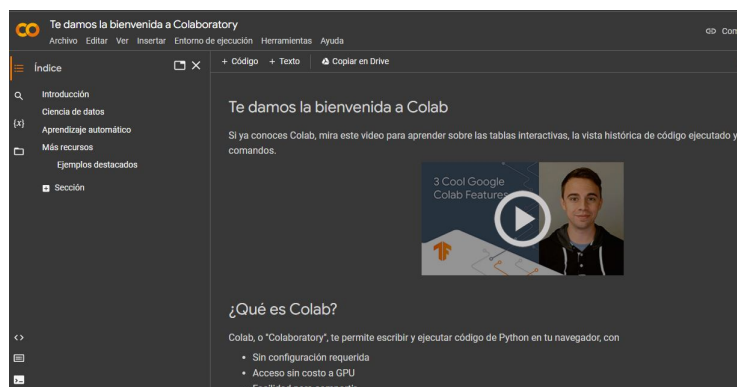 Te damos la bienvenida a Colaboratory
Archivo Editar Ver Insertar Entorno de ejecución Herramientas Ayuda
Índice
+ Código + Texto Copiar en Drive
Introducción
Ciencia de datos
Aprendizaje automático
Más recursos
Ejemplos destacados
Sección
{x}
Te damos la bienvenida a Colab
Si ya conoces Colab, mira este video para aprender sobre las tablas interactivas, la vista histórica de código ejecutado y
comandos.
3 Cool Google
Colab Features
¿Qué es Colab?
Colab, o "Colaboratory", te permite escribir y ejecutar código de Python en tu navegador, con
• Sin configuración requerida
• Acceso sin costo a GPU